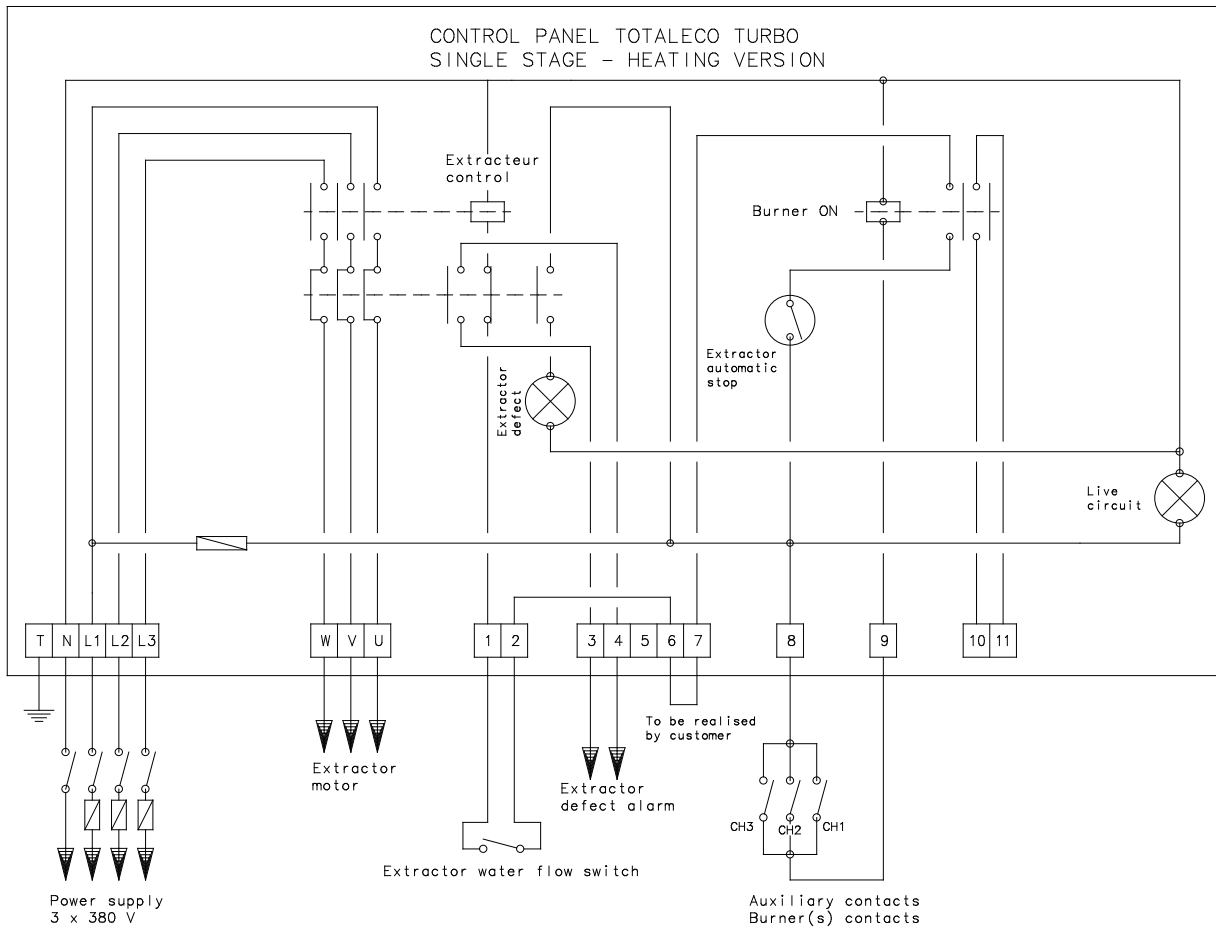 CONTROL PANEL TOTALECO TURBO
SINGLE STAGE - HEATING VERSION
Extracteur
control
Burner ON
Extractor
automatic
stop
Extractor
defect
Live
circuit
T N L1 L2 L3
W V U
1 2
3 4 5 6 7
8
9
10 11
To be realised
by customer
Extractor
motor
Extractor
defect alarm
CH3 CH2 CH1
Extractor water flow switch
Power supply
3 x 380 V
Auxiliary contacts
Burner(s) contacts